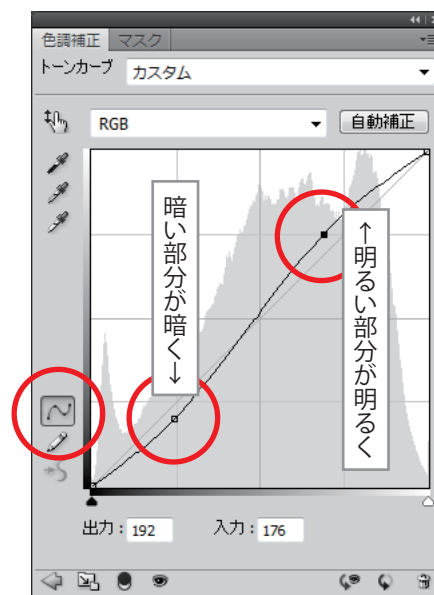 色調補正 マスク
トーンカーブ カスタム
RGB 自動補正
暗い部分が暗く↓
↑明るい部分が明るく
出力: 192 入力: 176